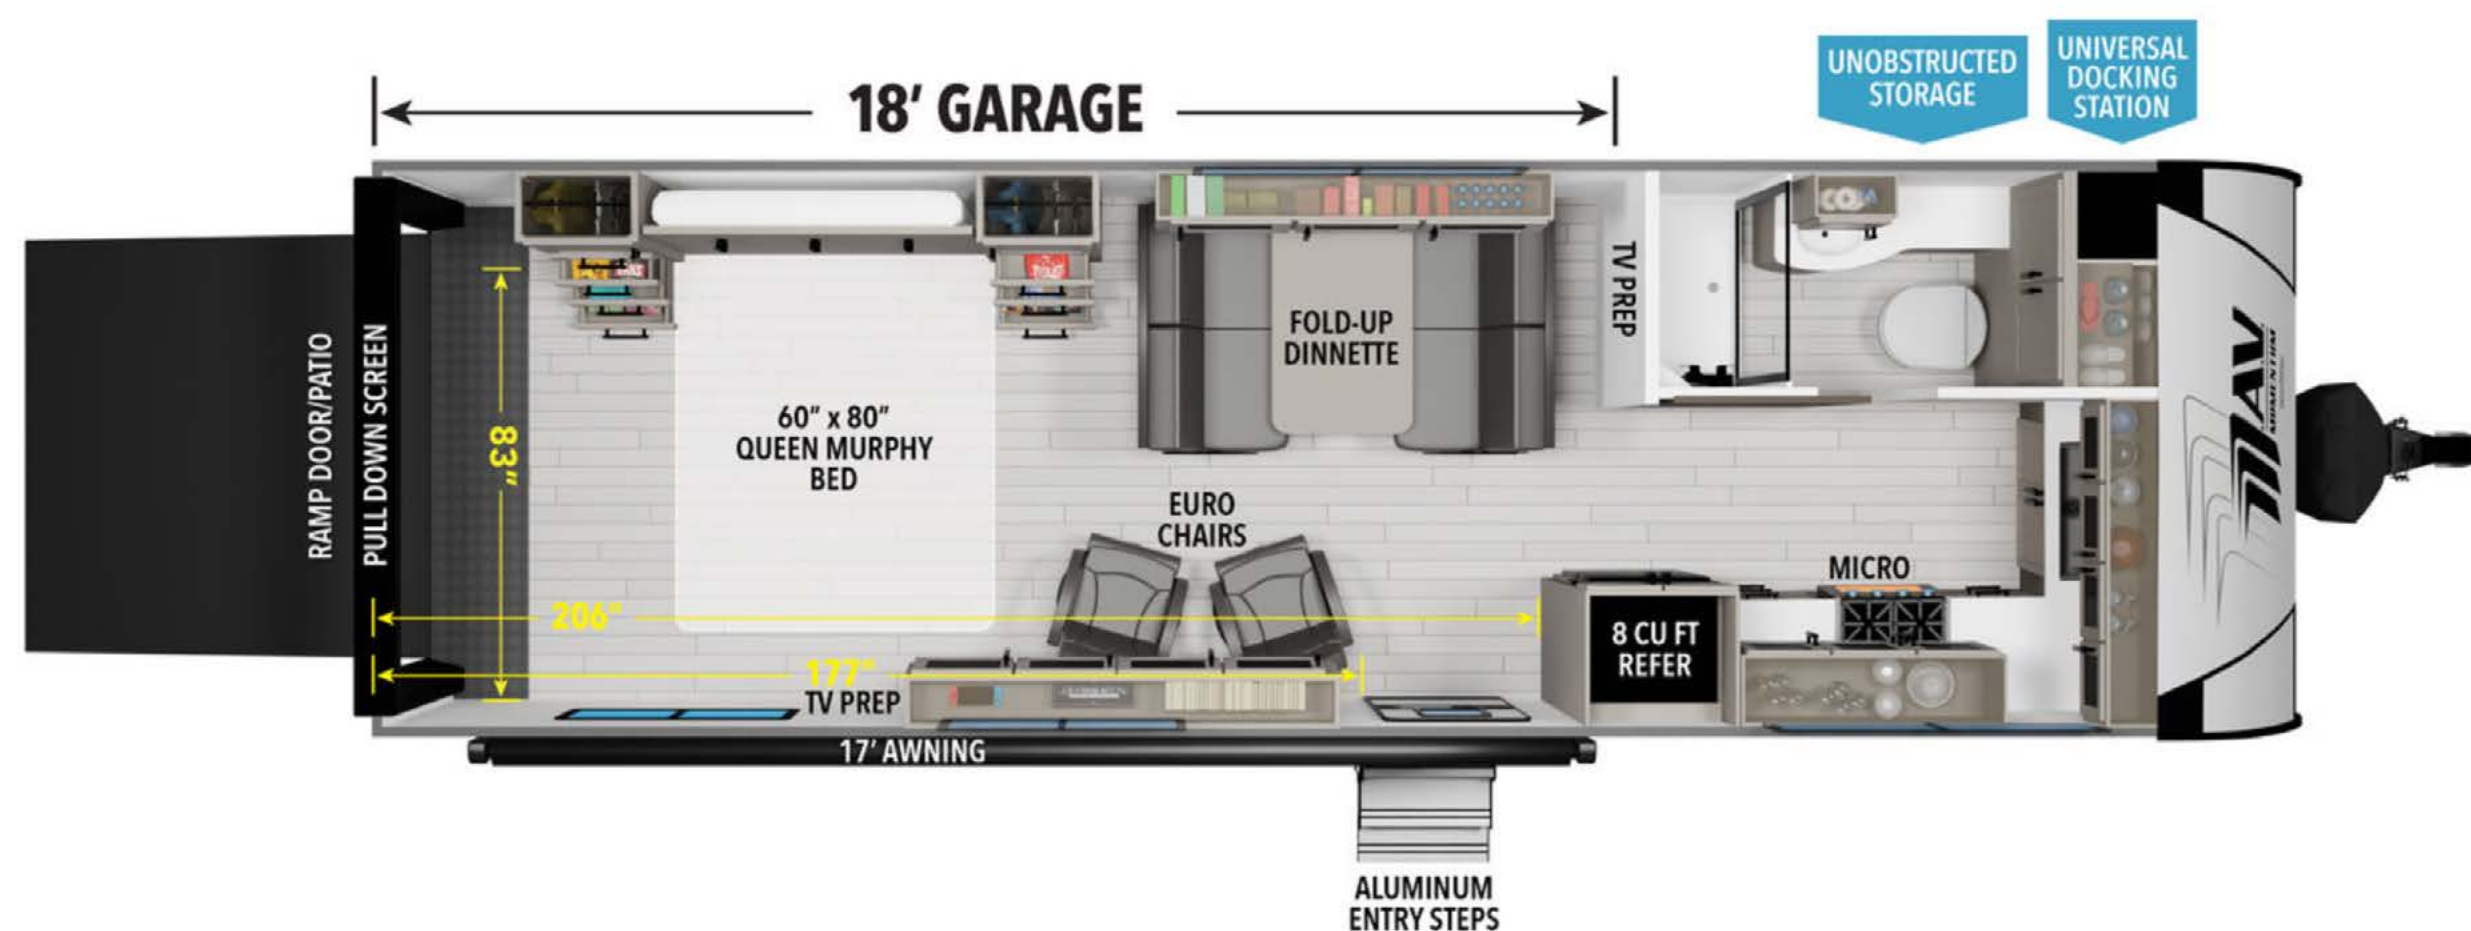 UNOBSTRUCTED
STORAGE
UNIVERSAL
DOCKING
STATION
18' GARAGE
RAMP DOOR/PATIO
PULL DOWN SCREEN
83"
60" x 80"
QUEEN MURPHY
BED
FOLD-UP
DINNETTE
TV PREP
EURO
CHAIRS
MICRO
206"
8 CU FT
REFER
177"
TV PREP
17' AWNING
ALUMINUM
ENTRY STEPS
MAV
MOMENTUM